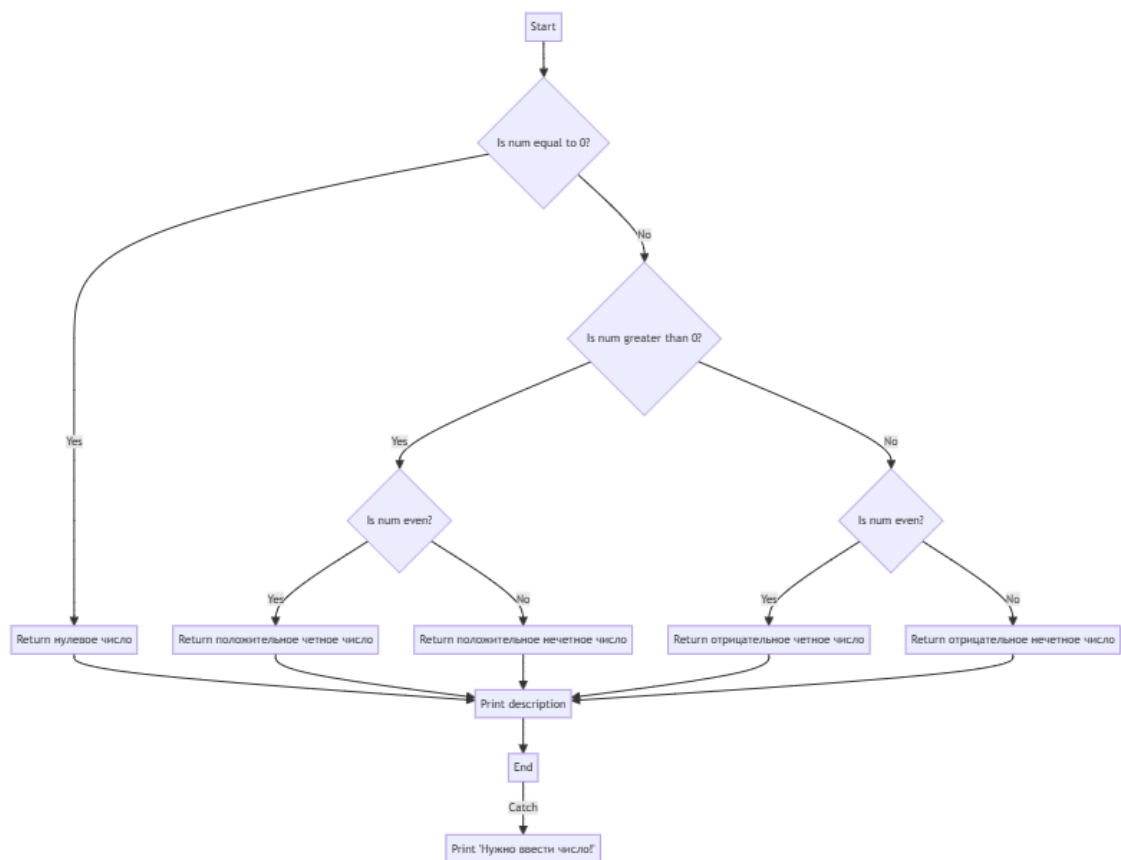 Start
Is num equal to 0?
No
Is num greater than 0?
Yes
Yes
No
Is num even?
Is num even?
Yes
No
Yes
No
Return нулевое число
Return положительное четное число
Return положительное нечетное число
Return отрицательное четное число
Return отрицательное нечетное число
Print description
End
Catch
Print 'Нужно ввести число!'